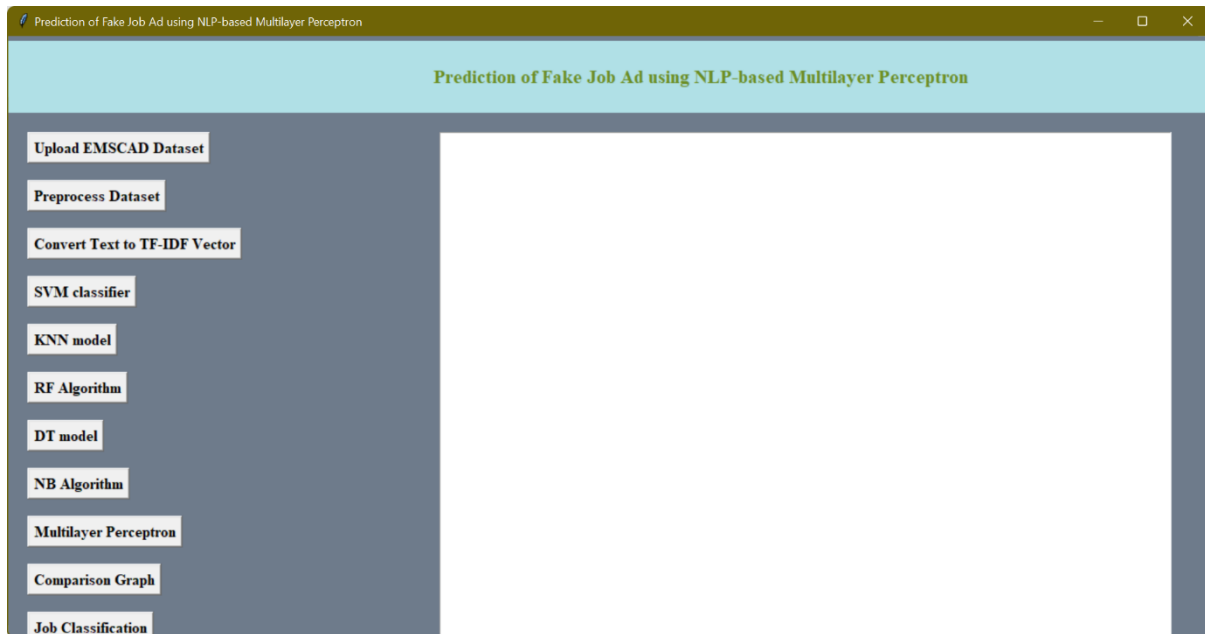 Prediction of Fake Job Ad using NLP-based Multilayer Perceptron
Prediction of Fake Job Ad using NLP-based Multilayer Perceptron
Upload EMSCAD Dataset
Preprocess Dataset
Convert Text to TF-IDF Vector
SVM classifier
KNN model
RF Algorithm
DT model
NB Algorithm
Multilayer Perceptron
Comparison Graph
Job Classification